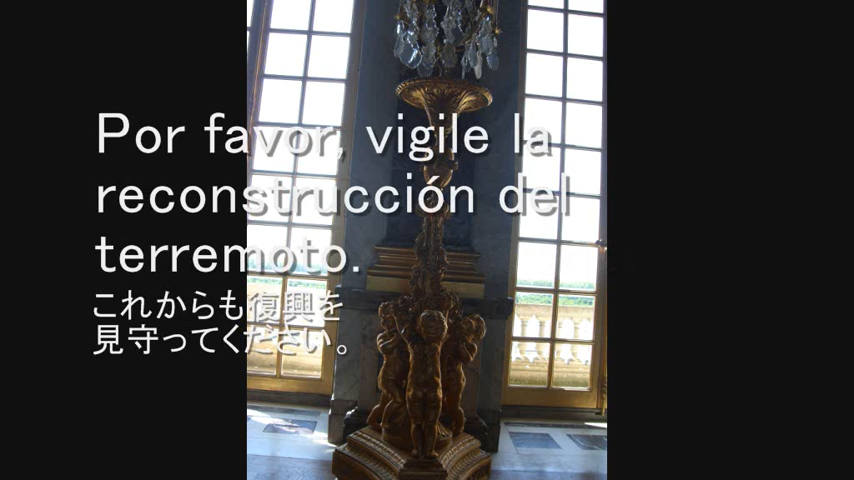 Por favor, vigile la
reconstrucción del
terremoto.
これからも復興を
見守ってください。